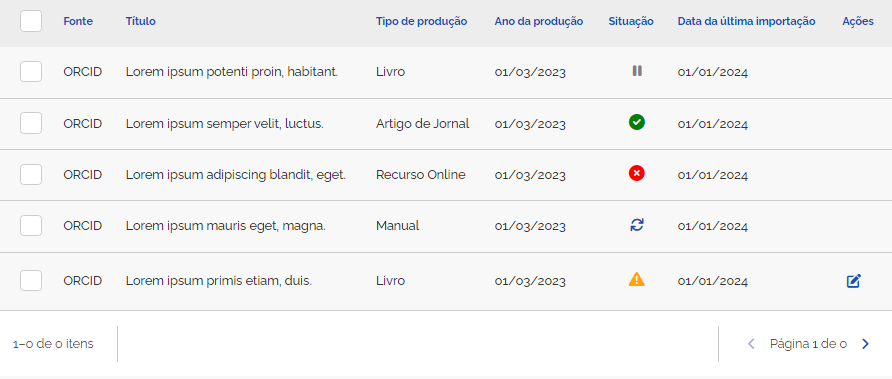 Fonte Título Tipo de produção Ano da produção Situação Data da última importação Ações
ORCID Lorem ipsum potenti proin, habitant. Livro 01/03/2023 01/01/2024
ORCID Lorem ipsum semper velit, luctus. Artigo de Jornal 01/03/2023 01/01/2024
ORCID Lorem ipsum adipiscing blandit, eget. Recurso Online 01/03/2023 01/01/2024
ORCID Lorem ipsum mauris eget, magna. Manual 01/03/2023 01/01/2024
ORCID Lorem ipsum primis etiam, duis. Livro 01/03/2023 01/01/2024
1–0 de 0 itens Página 1 de 0